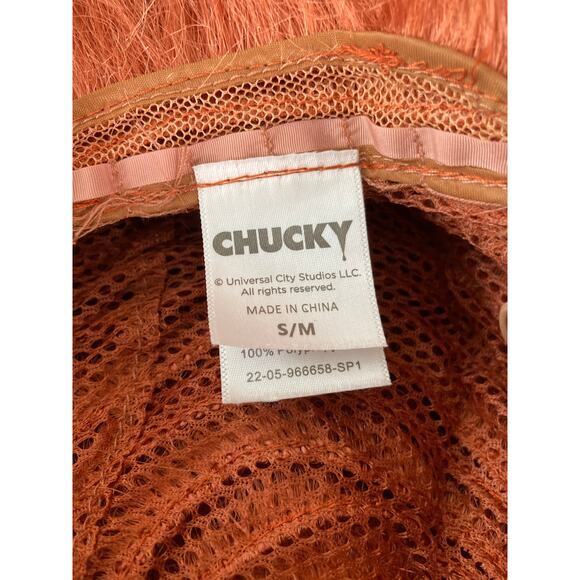 CHUCKY
© Universal City Studios LLC.
All rights reserved.
MADE IN CHINA
S/M
100%
22-05-966658-SP1